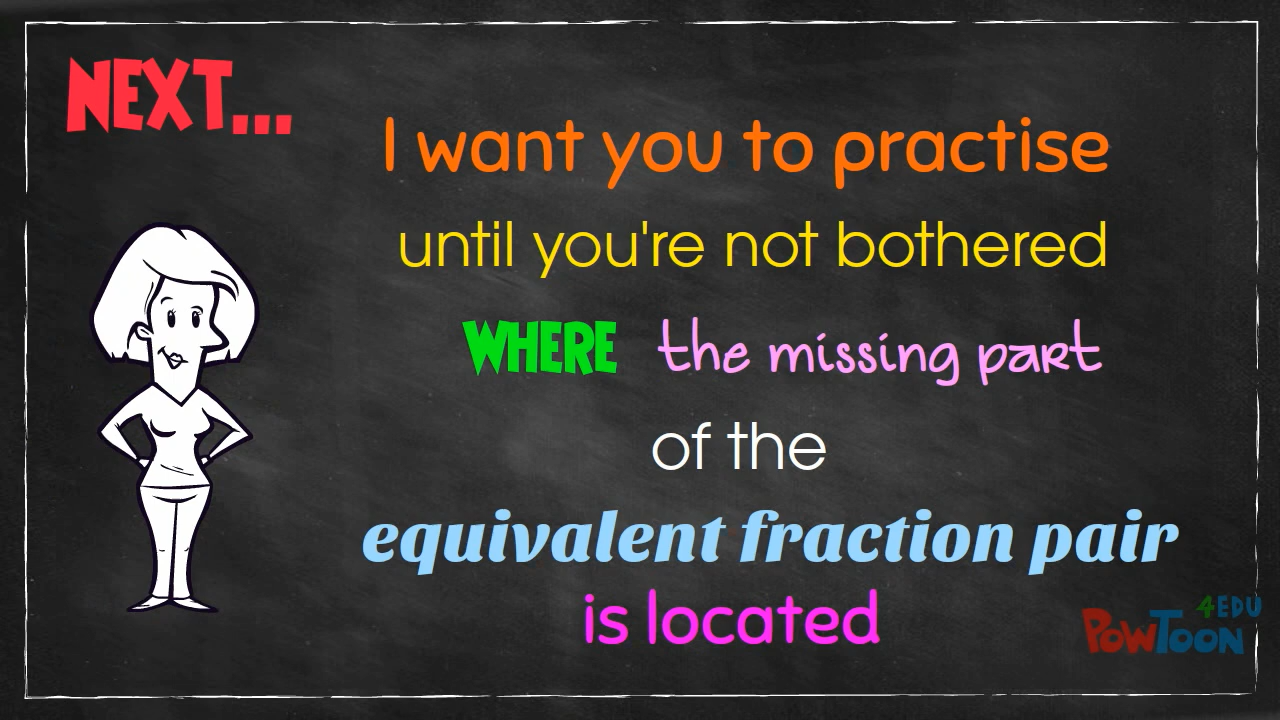 NEXT...
I want you to practise
until you're not bothered
WHERE the missing part
of the
equivalent fraction pair
is located
4EDU
POWTOON